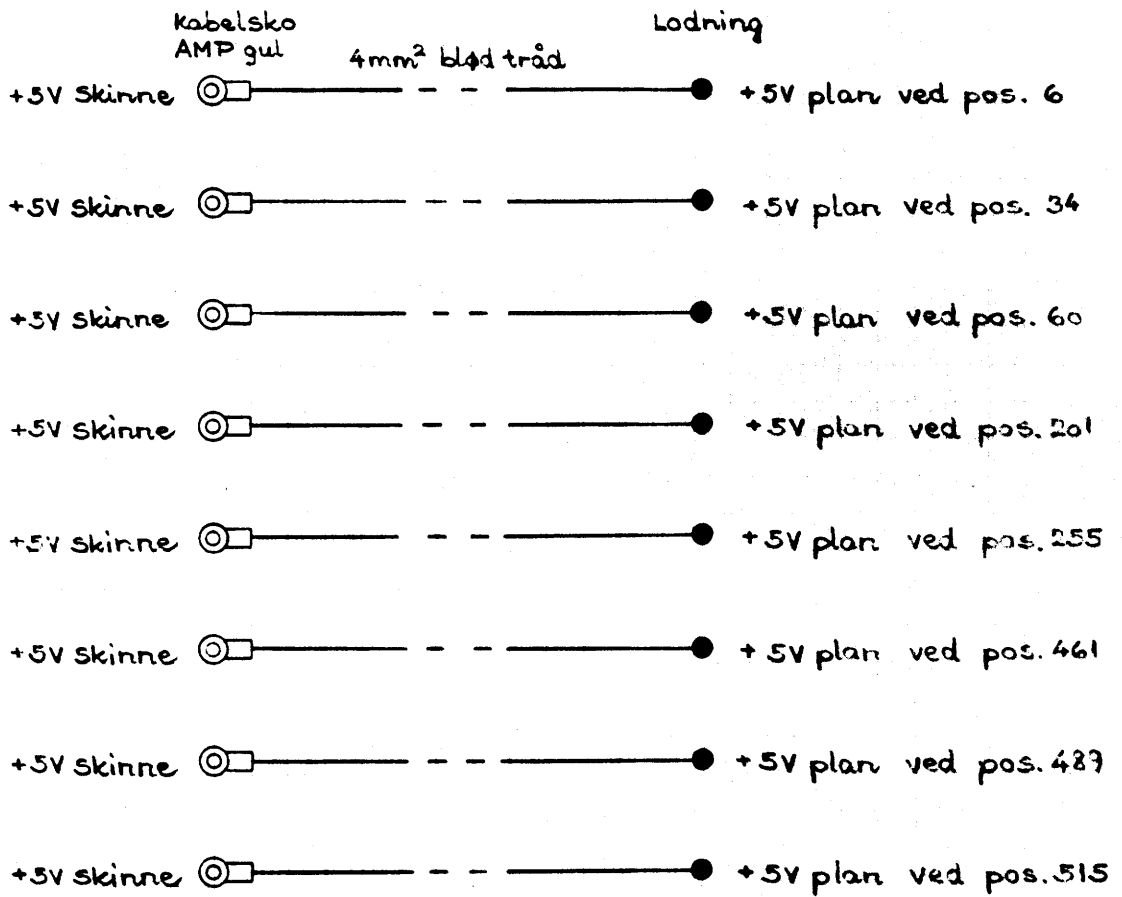 Kabelsko
AMP gul
4mm² blød tråd
Lodning
+5V Skinne +5V plan ved pos. 6
+5V Skinne +5V plan ved pos. 34
+5V Skinne +5V plan ved pos. 60
+5V Skinne +5V plan ved pos. 201
+5V Skinne +5V plan ved pos. 255
+5V Skinne +5V plan ved pos. 461
+5V Skinne +5V plan ved pos. 487
+5V Skinne +5V plan ved pos. 515